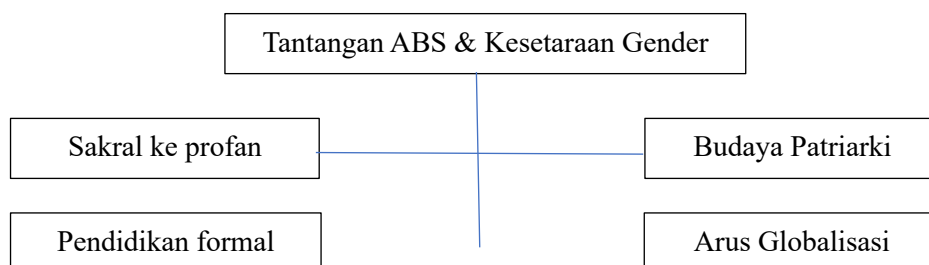 Tantangan ABS & Kesetaraan Gender
Sakral ke profan
Budaya Patriarki
Pendidikan formal
Arus Globalisasi